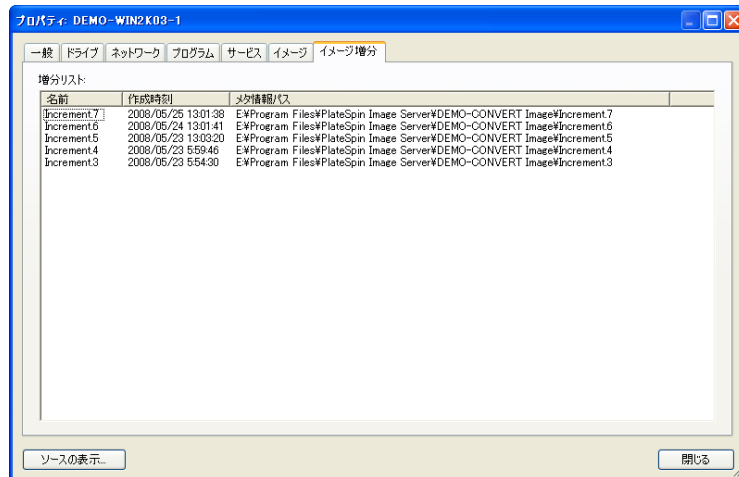 プロパティ: DEMO-WIN2K03-1
一般 ドライブ ネットワーク プログラム サービス イメージ イメージ増分
増分リスト:
名前 作成時刻 メタ情報パス
Increment.7 2008/05/25 13:01:38 E:¥Program Files¥PlateSpin Image Server¥DEMO-CONVERT Image¥Increment.7
Increment.6 2008/05/24 13:01:41 E:¥Program Files¥PlateSpin Image Server¥DEMO-CONVERT Image¥Increment.6
Increment.5 2008/05/23 13:03:20 E:¥Program Files¥PlateSpin Image Server¥DEMO-CONVERT Image¥Increment.5
Increment.4 2008/05/23 5:59:46 E:¥Program Files¥PlateSpin Image Server¥DEMO-CONVERT Image¥Increment.4
Increment.3 2008/05/23 5:54:30 E:¥Program Files¥PlateSpin Image Server¥DEMO-CONVERT Image¥Increment.3
ソースの表示... 閉じる